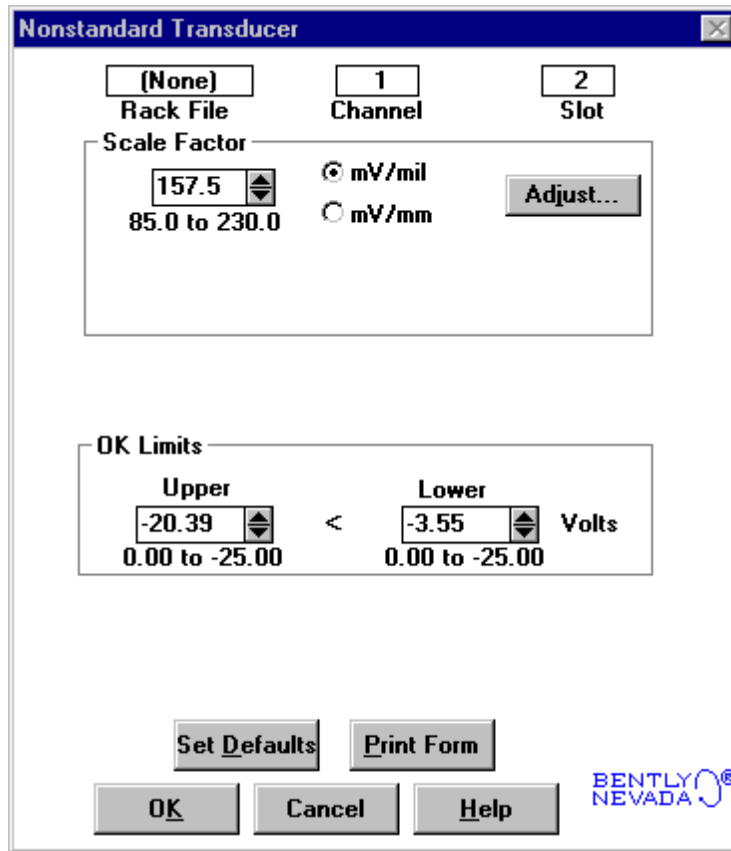 Nonstandard Transducer
(None) 1 2
Rack File Channel Slot
Scale Factor
157.5 mV/mil Adjust...
85.0 to 230.0 mV/mm
OK Limits
Upper Lower
-20.39 < -3.55 Volts
0.00 to -25.00 0.00 to -25.00
Set Defaults Print Form
OK Cancel Help
BENTLY ®
NEVADA